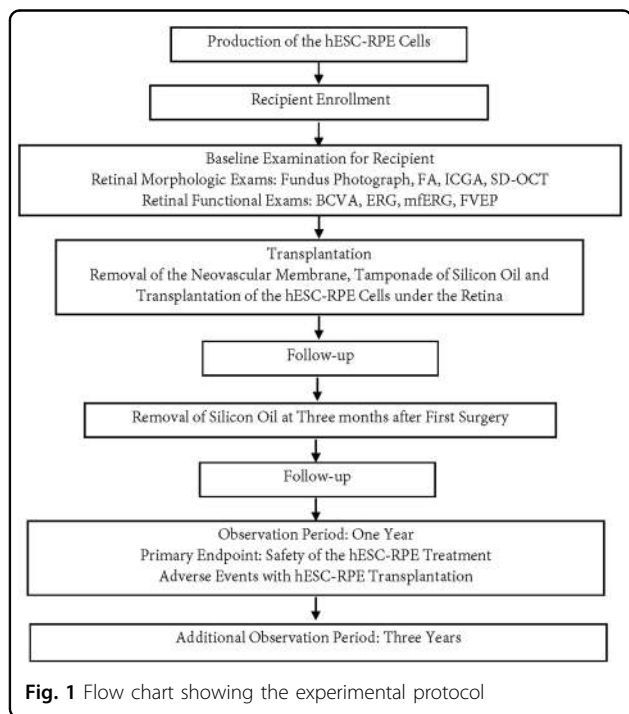 Production of the hESC-RPE Cells
Recipient Enrollment
Baseline Examination for Recipient
Retinal Morphologic Exams: Fundus Photograph, FA, ICGA, SD-OCT
Retinal Functional Exams: BCVA, ERG, mfERG, FVEP
Transplantation
Removal of the Neovascular Membrane, Tamponade of Silicon Oil and
Transplantation of the hESC-RPE Cells under the Retina
Follow-up
Removal of Silicon Oil at Three months after First Surgery
Follow-up
Observation Period: One Year
Primary Endpoint: Safety of the hESC-RPE Treatment
Adverse Events with hESC-RPE Transplantation
Additional Observation Period: Three Years
Fig. 1 Flow chart showing the experimental protocol